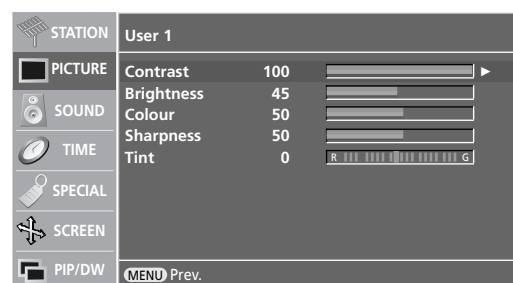 STATION
PICTURE
SOUND
TIME
SPECIAL
SCREEN
PIP/DW
User 1
Contrast 100
Brightness 45
Colour 50
Sharpness 50
Tint 0 R G
MENU Prev.